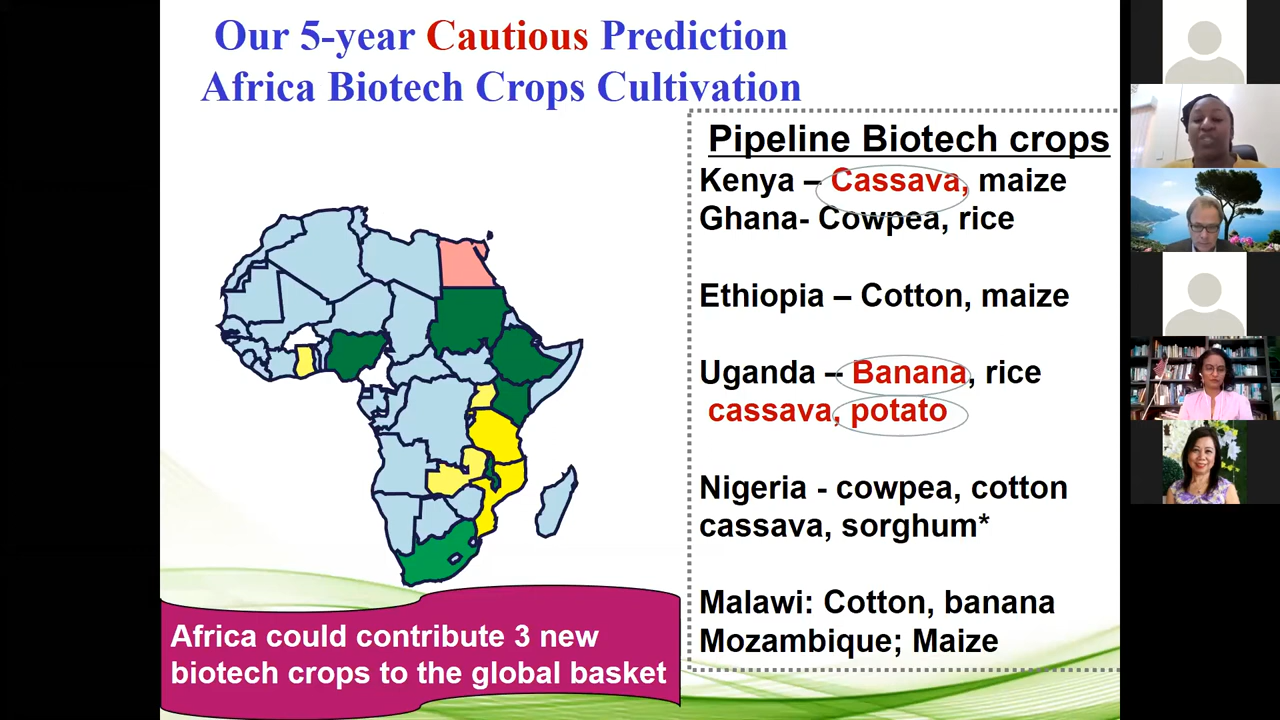 Our 5-year Cautious Prediction
Africa Biotech Crops Cultivation
Pipeline Biotech crops
Kenya – Cassava, maize
Ghana- Cowpea, rice
Ethiopia – Cotton, maize
Uganda – Banana, rice
cassava, potato
Nigeria - cowpea, cotton
cassava, sorghum*
Malawi: Cotton, banana
Mozambique; Maize
Africa could contribute 3 new
biotech crops to the global basket